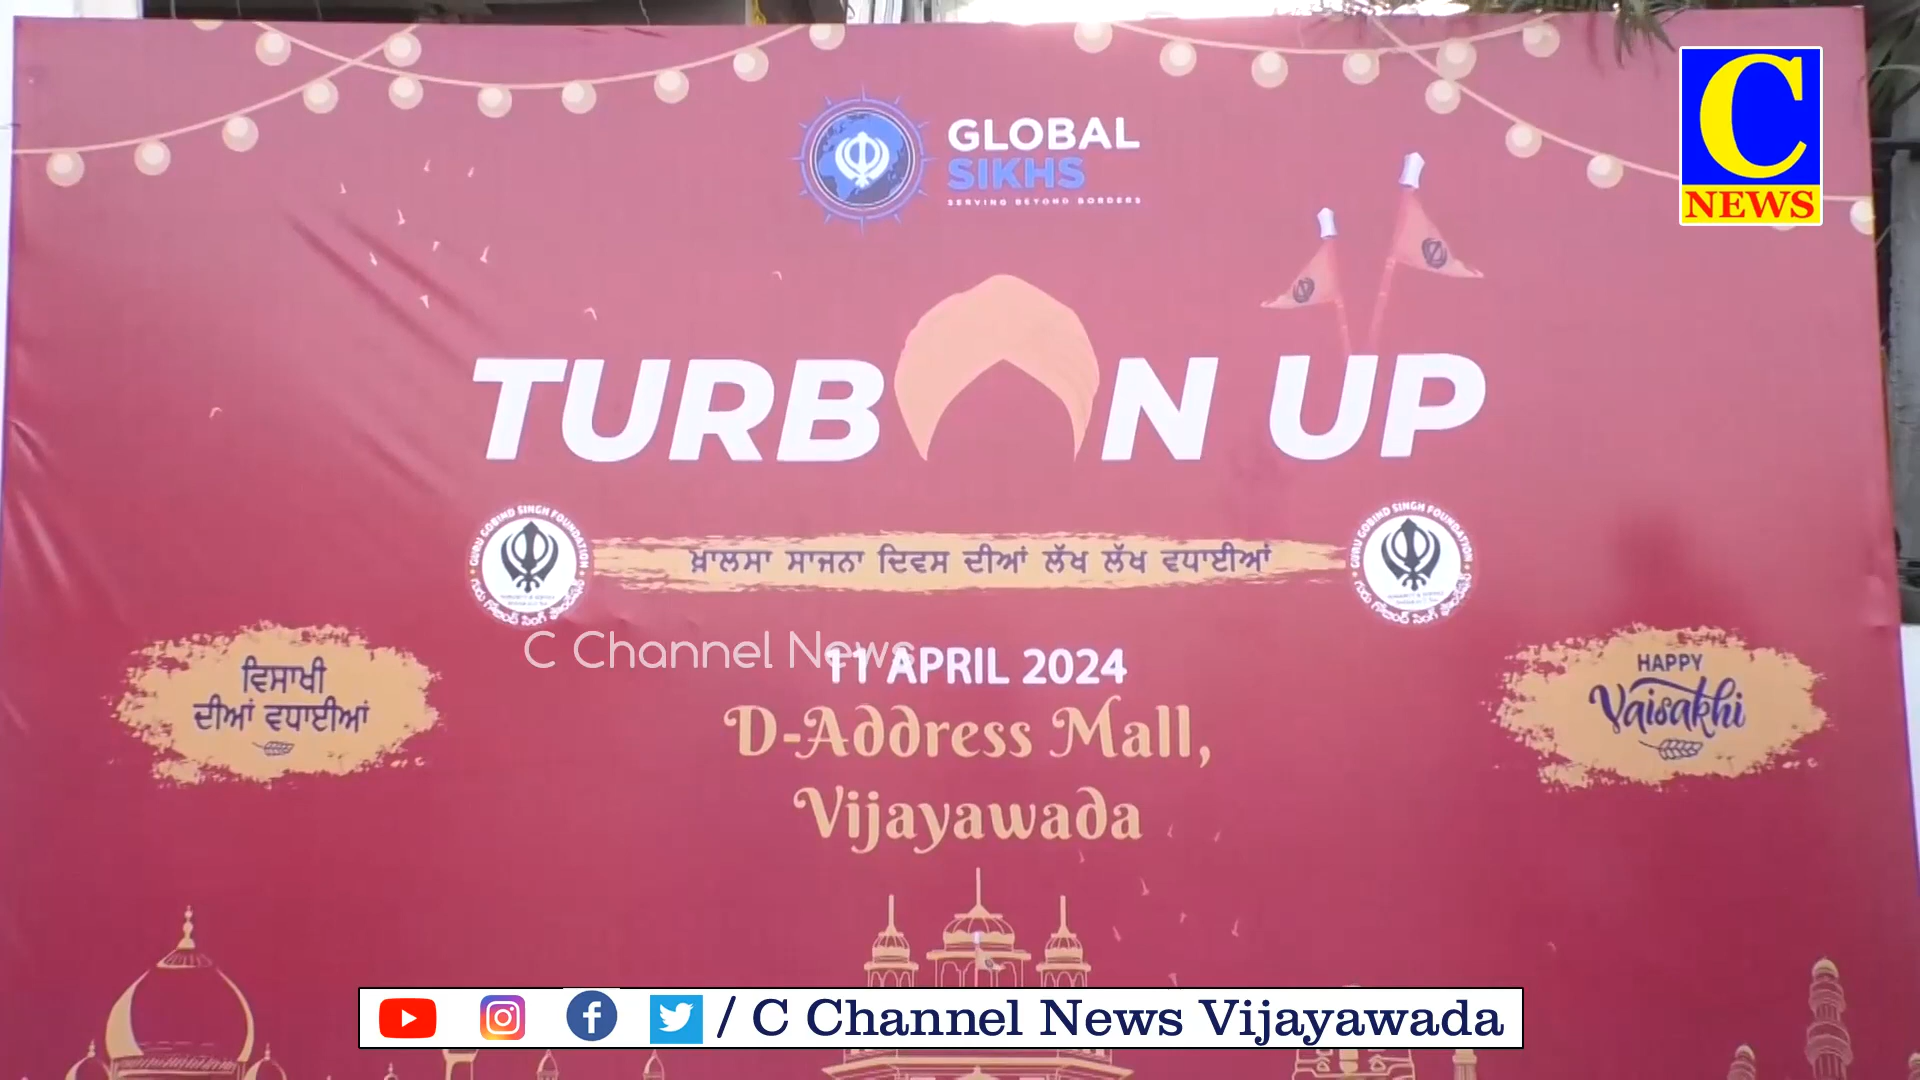 C
NEWS
GLOBAL
SIKHS
SERVING BEYOND BORDERS
TURB N UP
GURU GOBIND SINGH FOUNDATION
ਖ਼ਾਲਸਾ ਸਾਜਨਾ ਦਿਵਸ ਦੀਆਂ ਲੱਖ ਲੱਖ ਵਧਾਈਆਂ
GURU GOBIND SINGH FOUNDATION
C Channel News
11 APRIL 2024
ਵਿਸਾਖੀ
ਦੀਆਂ ਵਧਾਈਆਂ
D-Address Mall,
Vijayawada
HAPPY
Vaisakhi
/ C Channel News Vijayawada